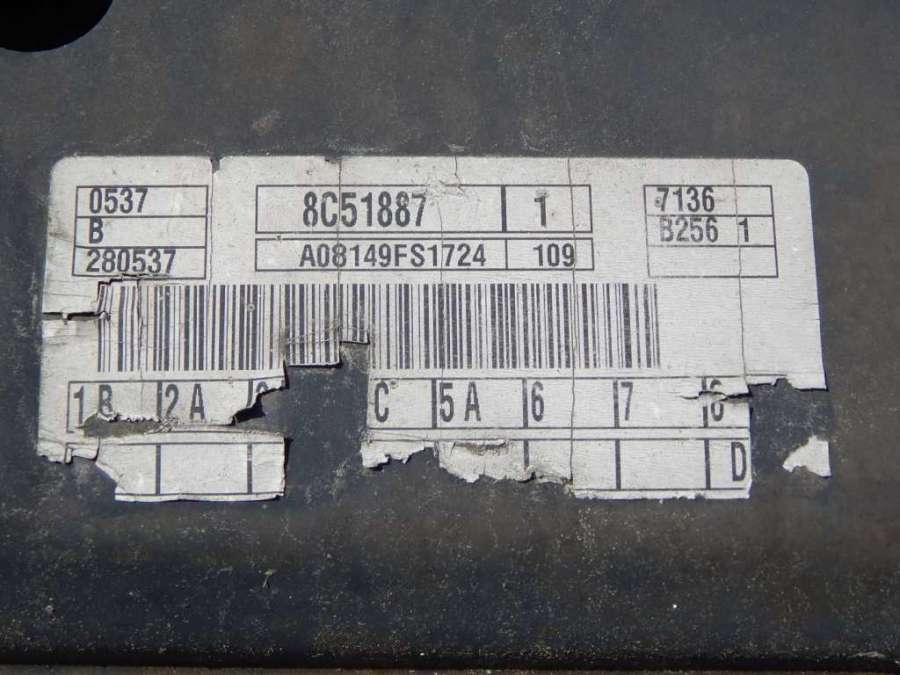 0537
B
280537
8C51887 1
A08149FS1724 109
7136
B256 1
1B 2A C 5A 6 7
D